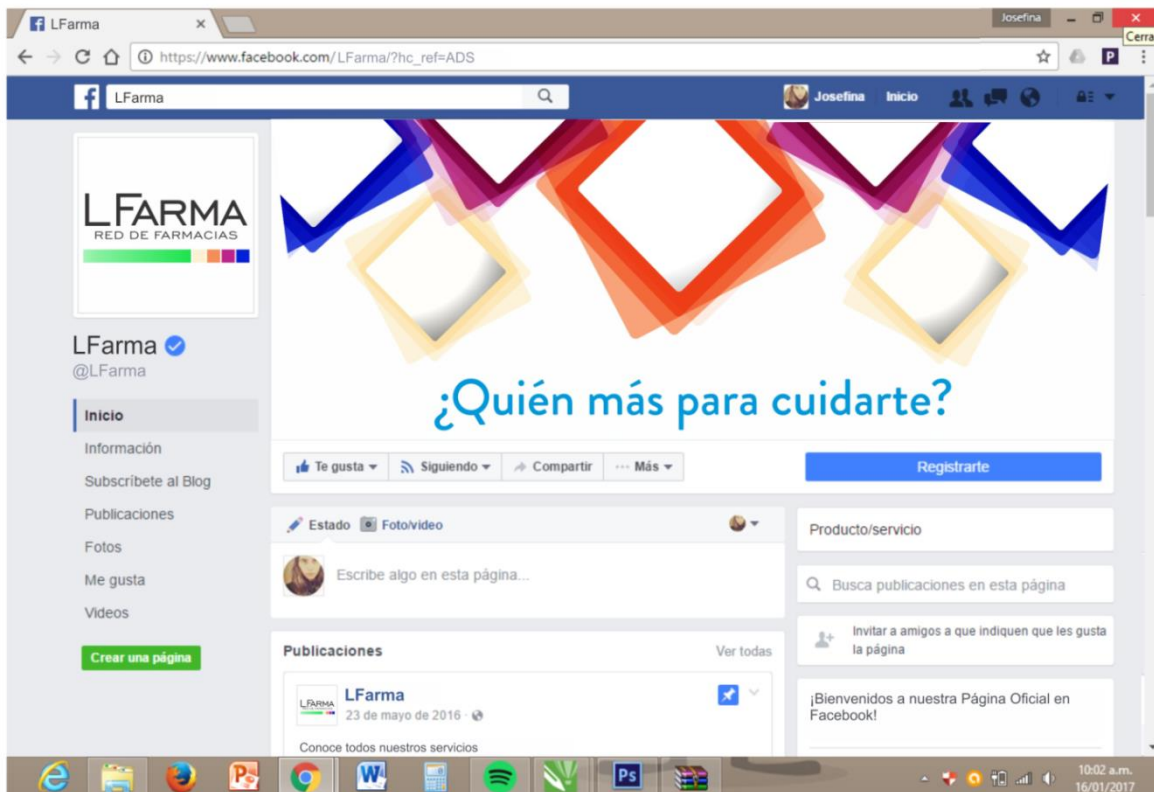 LFarma
Josefina
Cerra
https://www.facebook.com/LFarma/?hc_ref=ADS
P
f
LFarma
Josefina
Inicio
LFARMA
RED DE FARMACIAS
¿Quién más para cuidarte?
LFarma
@LFarma
Inicio
Información
Subscríbete al Blog
Publicaciones
Fotos
Me gusta
Videos
Crear una página
Te gusta
Siguiendo
Compartir
Más
Registrarte
Estado
Foto/video
Escribe algo en esta página...
Publicaciones
Ver todas
LFARMA
LFarma
23 de mayo de 2016
Conoce todos nuestros servicios
Producto/servicio
Busca publicaciones en esta página
Invitar a amigos a que indiquen que les gusta
la página
¡Bienvenidos a nuestra Página Oficial en
Facebook!
Ps
10:02 a.m.
16/01/2017